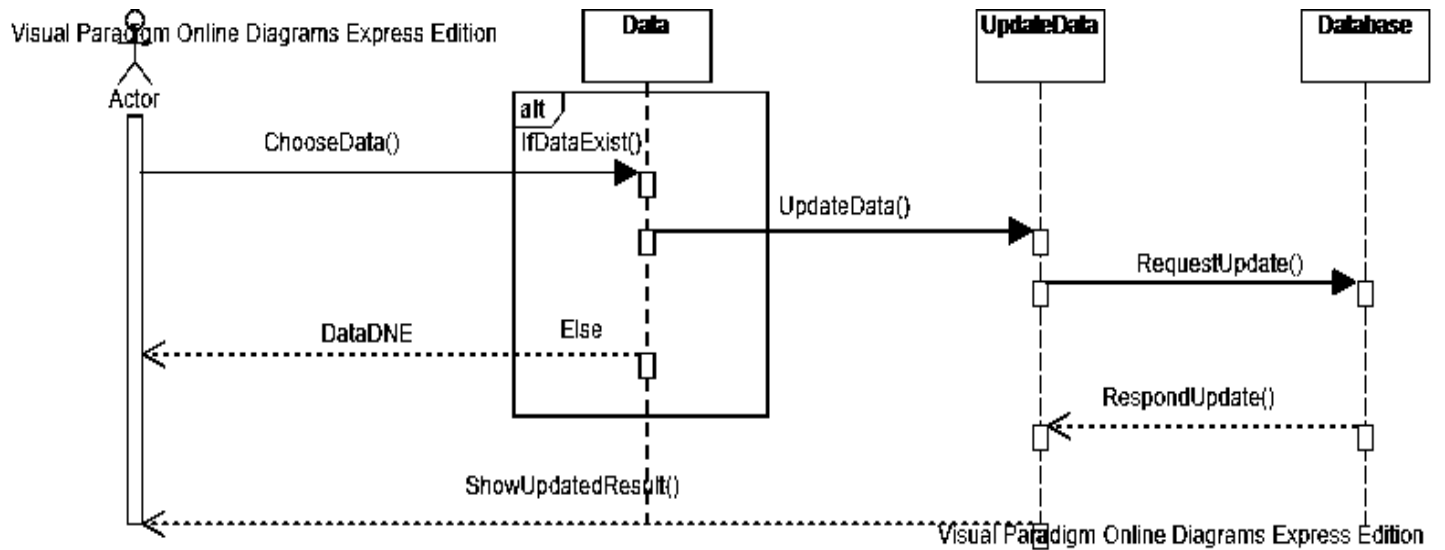 Visual Paradigm Online Diagrams Express Edition
Data
UpdateData
Database
Actor
alt
ChooseData()
IfDataExist()
UpdateData()
RequestUpdate()
DataDNE
Else
RespondUpdate()
ShowUpdatedResult()
Visual Paradigm Online Diagrams Express Edition